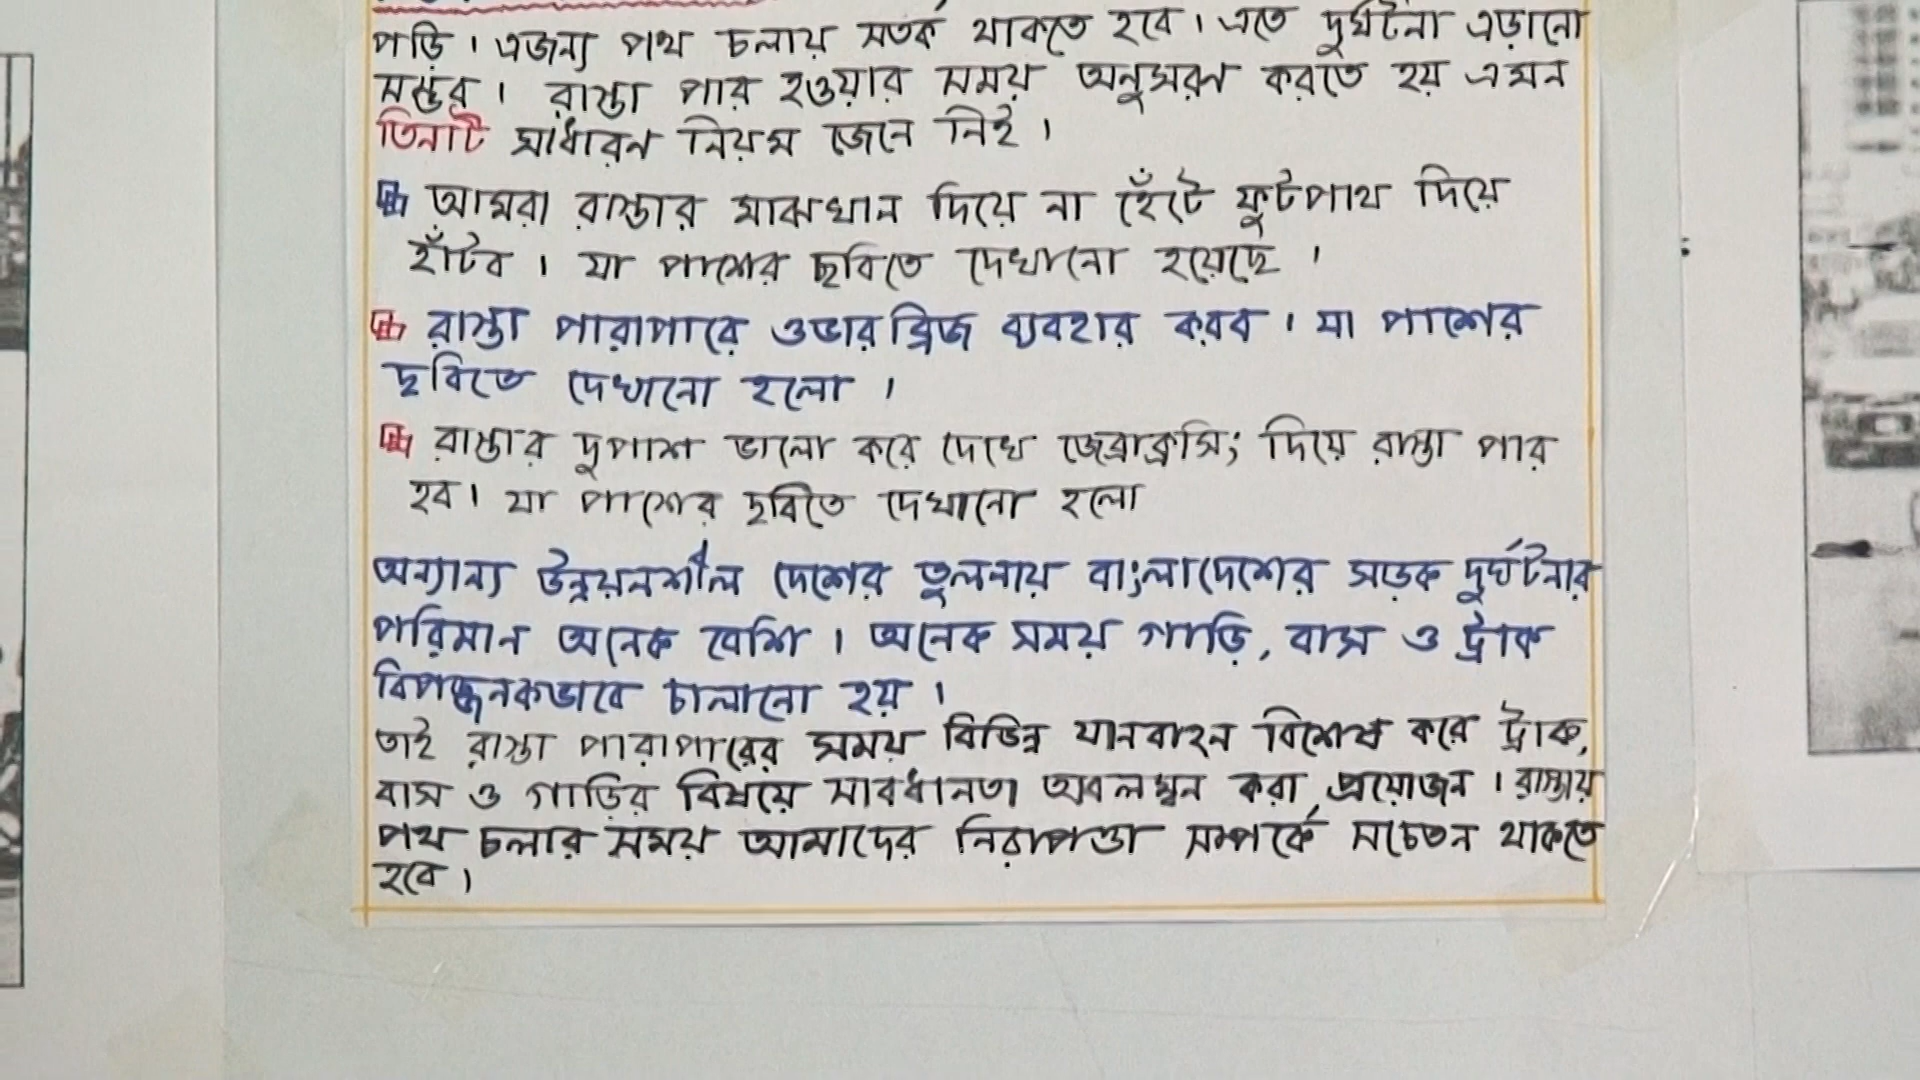 পড়ি। এজন্য পথ চলায় সতর্ক থাকতে হবে। এতে দুর্ঘটনা এড়ানো
সম্ভব। রাস্তা পার হওয়ার সময় অনুসরণ করতে হয় এমন
তিনটি সাধারণ নিয়ম জেনে নিই।
আমরা রাস্তার মাঝখান দিয়ে না হেঁটে ফুটপাথ দিয়ে
হাঁটব। যা পাশের ছবিতে দেখানো হয়েছে।
রাস্তা পারাপারে ওভারব্রিজ ব্যবহার করব। যা পাশের
ছবিতে দেখানো হলো।
রাস্তার দুপাশ ভালো করে দেখে জেব্রাক্রসিং দিয়ে রাস্তা পার
হব। যা পাশের ছবিতে দেখানো হলো
অন্যান্য উন্নয়নশীল দেশের তুলনায় বাংলাদেশের সড়ক দুর্ঘটনার
পরিমান অনেক বেশি। অনেক সময় গাড়ি, বাস ও ট্রাক
বিপজ্জনকভাবে চালানো হয়।
তাই রাস্তা পারাপারের সময় বিভিন্ন যানবাহন বিশেষ করে ট্রাক,
বাস ও গাড়ির বিষয়ে সাবধানতা অবলম্বন করা প্রয়োজন। রাস্তায়
পথ চলার সময় আমাদের নিরাপত্তা সম্পর্কে সচেতন থাকতে
হবে।